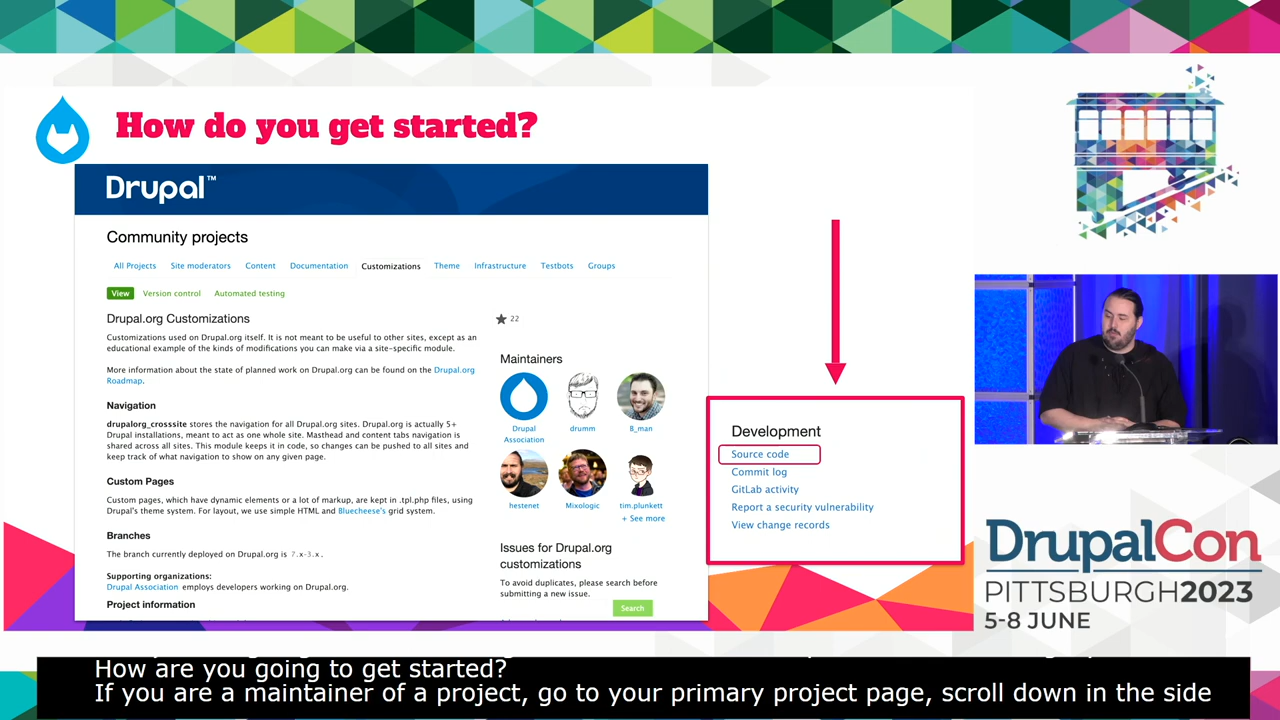 How do you get started?
Drupal™
Community projects
All Projects Site moderators Content Documentation Customizations Theme Infrastructure Testbots Groups
View Version control Automated testing
Drupal.org Customizations
Customizations used on Drupal.org itself. It is not meant to be useful to other sites, except as an
educational example of the kinds of modifications you can make via a site-specific module.
More information about the state of planned work on Drupal.org can be found on the Drupal.org
Roadmap.
Navigation
drupalorg_crosssite stores the navigation for all Drupal.org sites. Drupal.org is actually 5+
Drupal installations, meant to act as one whole site. Masthead and content tabs navigation is
shared across all sites. This module keeps it in code, so changes can be pushed to all sites and
keep track of what navigation to show on any given page.
Custom Pages
Custom pages, which have dynamic elements or a lot of markup, are kept in .tpl.php files, using
Drupal's theme system. For layout, we use simple HTML and Bluecheese's grid system.
Branches
The branch currently deployed on Drupal.org is 7.x-3.x.
Supporting organizations:
Drupal Association employs developers working on Drupal.org.
Project information
22
Maintainers
Drupal
Association
drumm
B_man
hestenet
Mixologic
tim.plunkett
+ See more
Issues for Drupal.org
customizations
To avoid duplicates, please search before
submitting a new issue.
Search
Development
Source code
Commit log
GitLab activity
Report a security vulnerability
View change records
DrupalCon
PITTSBURGH2023
5-8 JUNE
How are you going to get started?
If you are a maintainer of a project, go to your primary project page, scroll down in the side